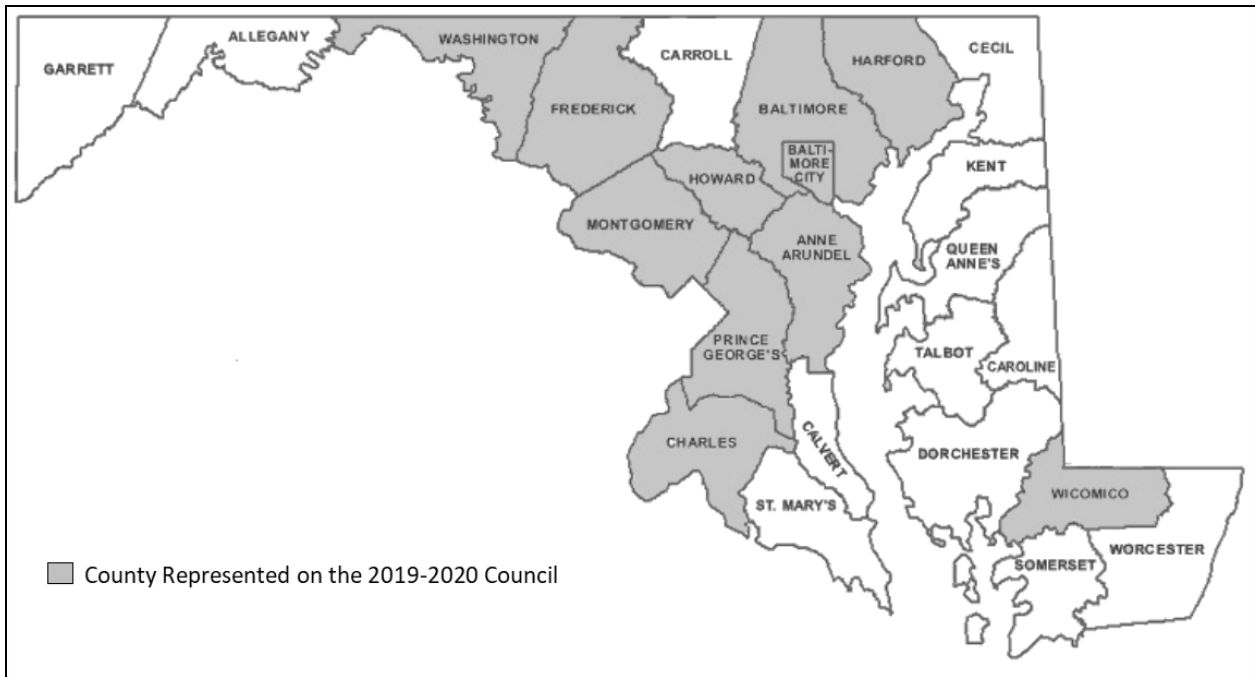 ALLEGANY
WASHINGTON
CARROLL
CECIL
GARRETT
HARFORD
FREDERICK
BALTIMORE
BALTI-
MORE
CITY
KENT
HOWARD
MONTGOMERY
ANNE
ARUNDEL
QUEEN
ANNE'S
PRINCE
GEORGE'S
TALBOT
CAROLINE
CHARLES
CALVERT
DORCHESTER
ST. MARY'S
WICOMICO
WORCESTER
SOMERSET
County Represented on the 2019-2020 Council